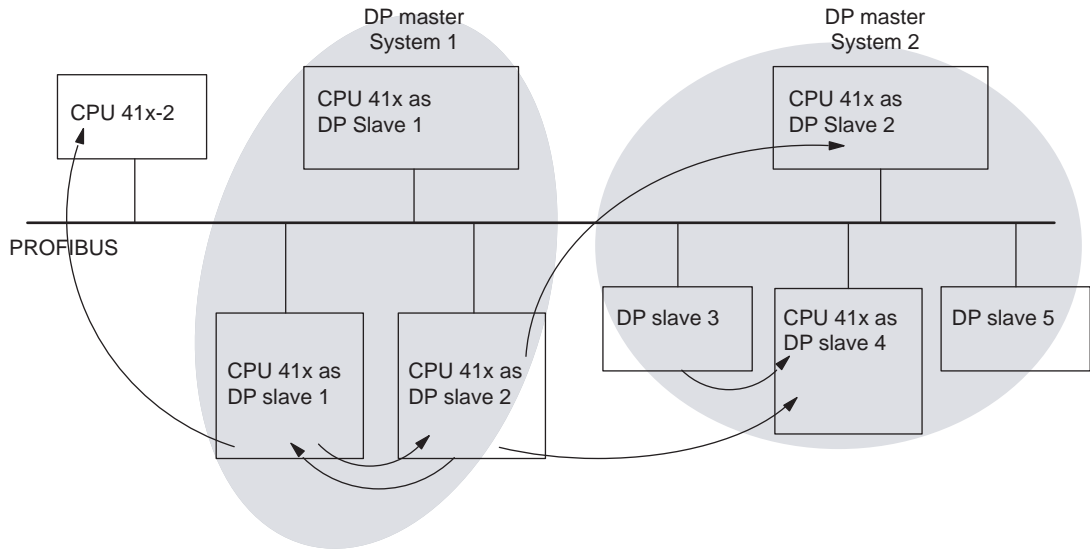 DP master
System 1
DP master
System 2
CPU 41x-2
CPU 41x as
DP Slave 1
CPU 41x as
DP Slave 2
PROFIBUS
CPU 41x as
DP slave 1
CPU 41x as
DP slave 2
DP slave 3
CPU 41x as
DP slave 4
DP slave 5